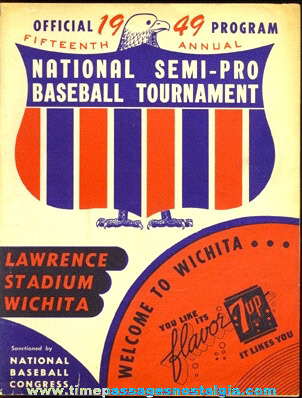 OFFICIAL 1949 PROGRAM
FIFTEENTH ANNUAL
NATIONAL SEMI-PRO
BASEBALL TOURNAMENT
LAWRENCE
STADIUM
WICHITA
Sanctioned by
NATIONAL
BASEBALL
CONGRESS
WELCOME TO WICHITA...
YOU LIKE ITS
flavor
7up
IT LIKES YOU
www.timepassagesnostalgia.com